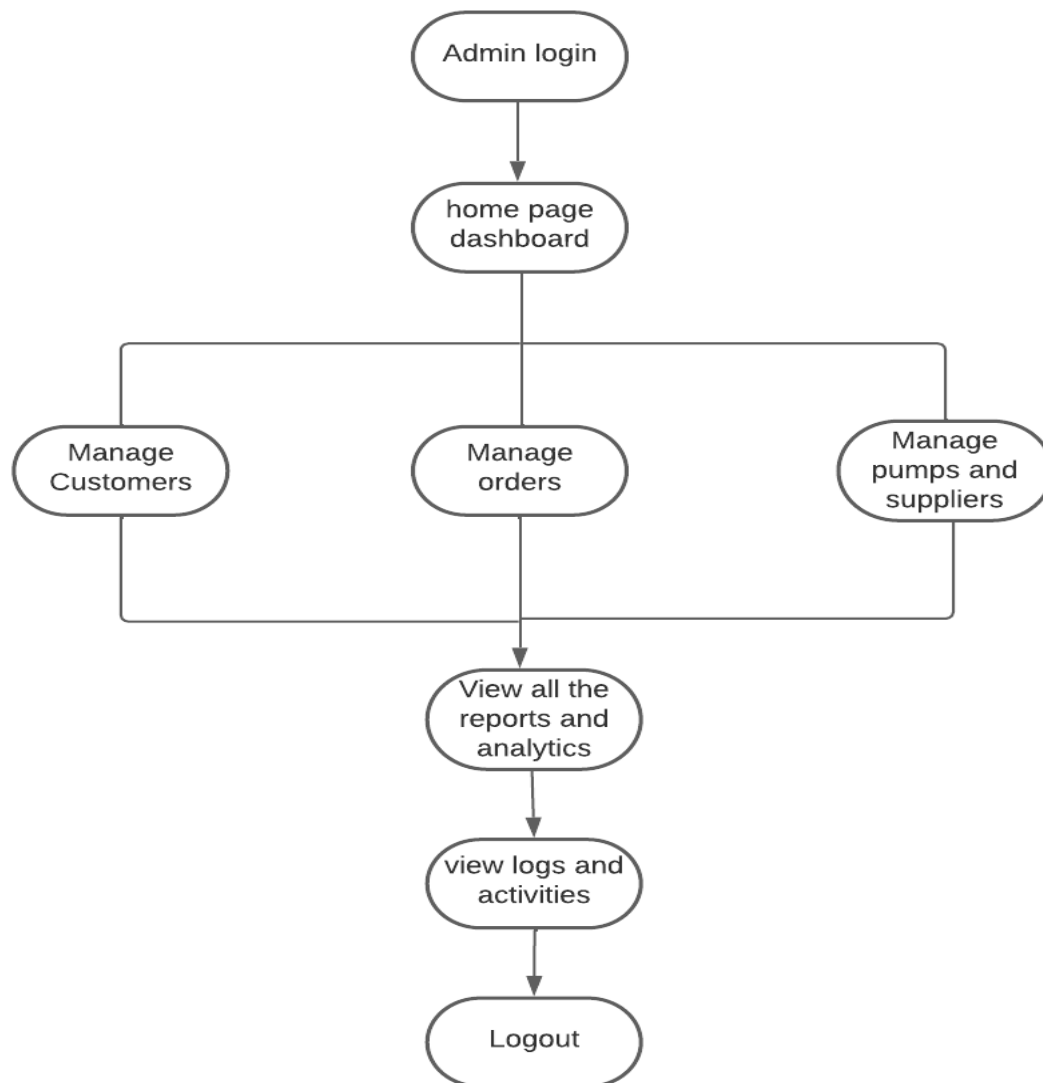 Admin login
home page
dashboard
Manage
Customers
Manage
orders
Manage
pumps and
suppliers
View all the
reports and
analytics
view logs and
activities
Logout